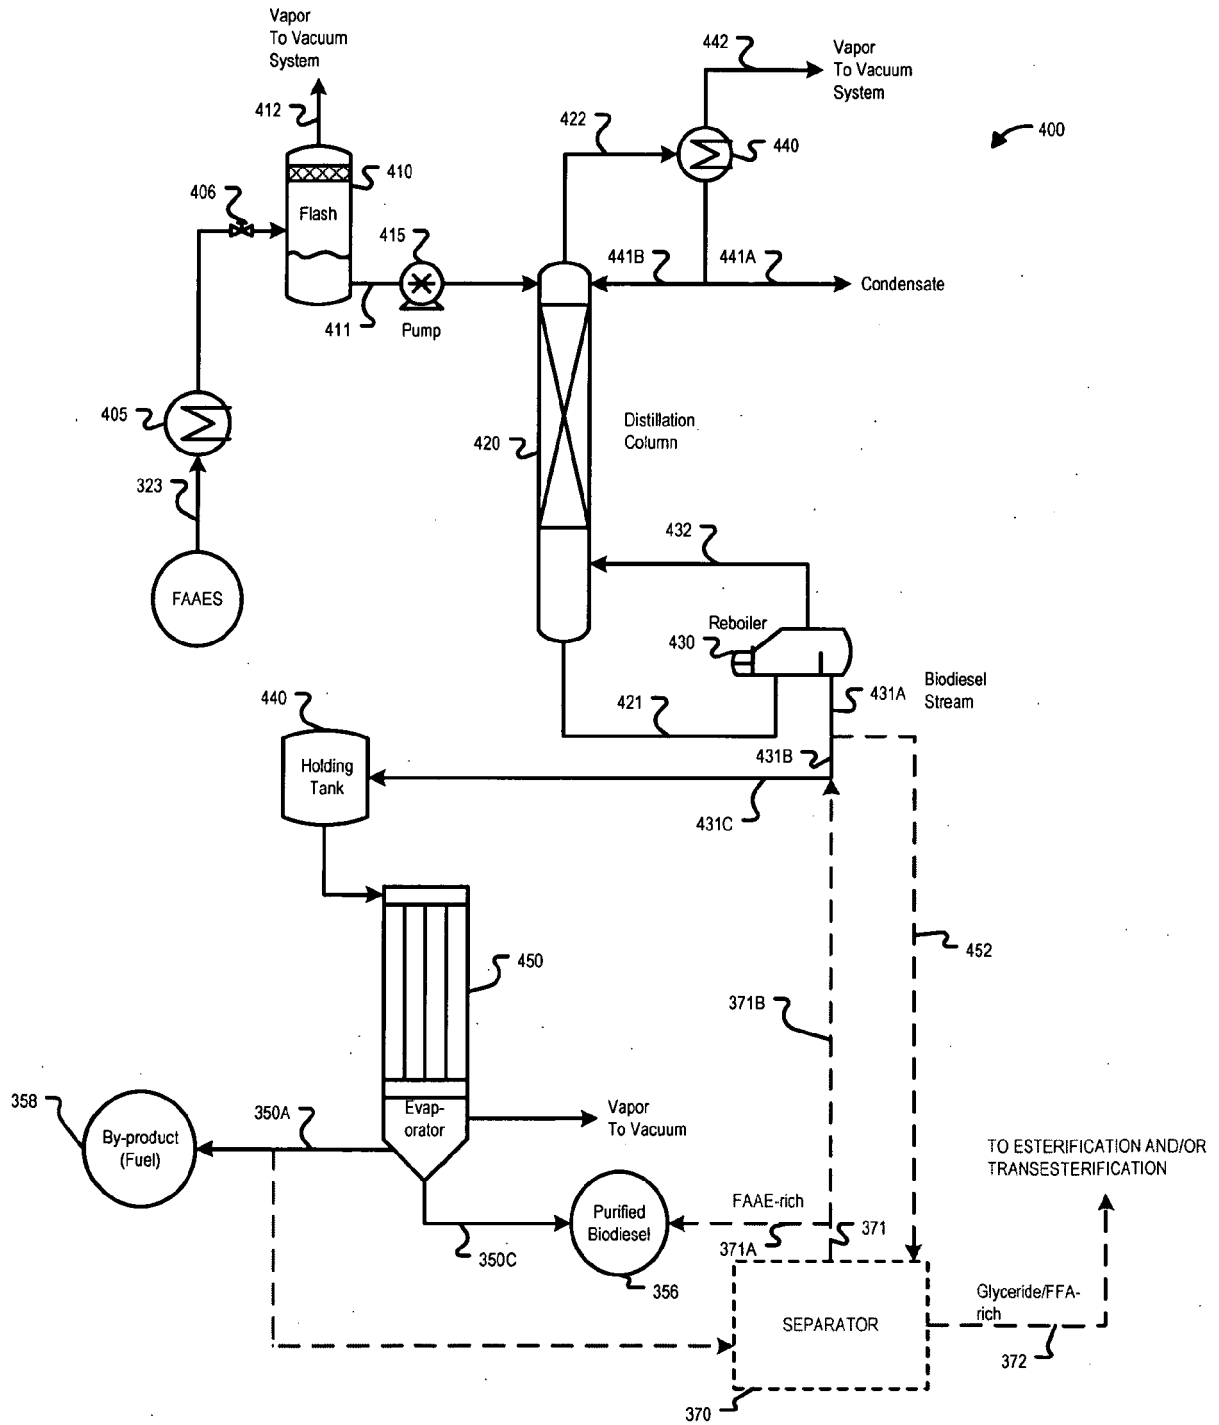 Vapor
To Vacuum
System
412
442
Vapor
To Vacuum
System
422
440
400
410
406
Flash
415
441B
441A
Condensate
411
Pump
405
420
Distillation
Column
323
432
FAAES
Reboiler
430
431A
Biodiesel
Stream
440
421
431B
Holding
Tank
431C
452
450
371B
358
350A
Evap-
orator
Vapor
To Vacuum
By-product
(Fuel)
TO ESTERIFICATION AND/OR
TRANSESTERIFICATION
FAAE-rich
Purified
Biodiesel
371
371A
350C
356
Glyceride/FFA-
rich
SEPARATOR
372
370